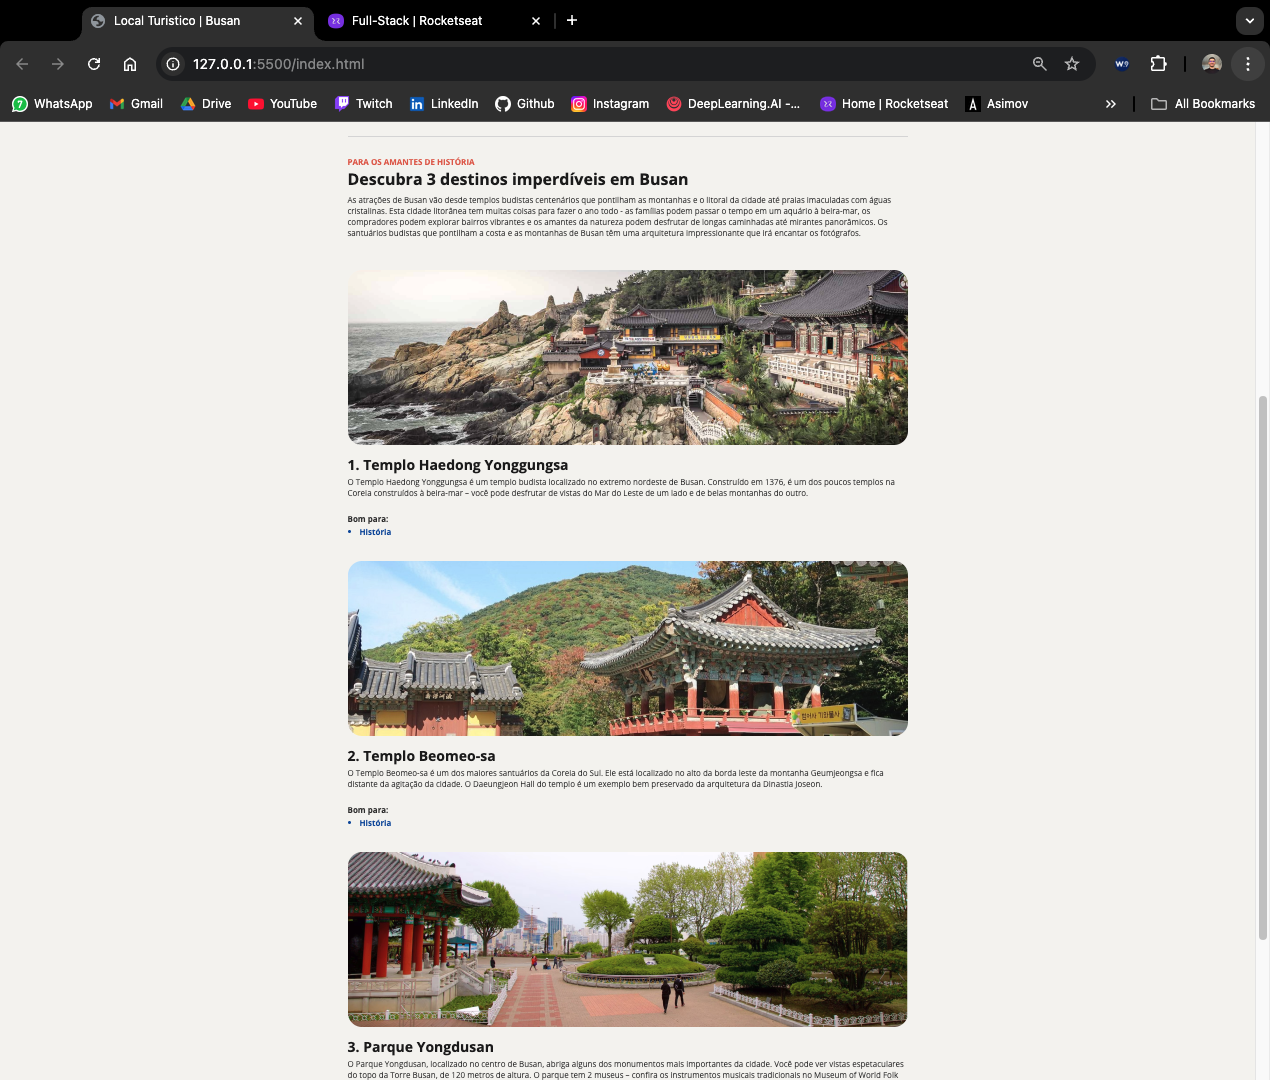 Local Turistico | Busan
Full-Stack | Rocketseat
127.0.0.1:5500/index.html
WhatsApp
Gmail
Drive
YouTube
Twitch
LinkedIn
Github
Instagram
DeepLearning.AI -...
Home | Rocketseat
Asimov
All Bookmarks
PARA OS AMANTES DE HISTÓRIA
Descubra 3 destinos imperdíveis em Busan
As atrações de Busan vão desde templos budistas centenários que pontilham as montanhas e o litoral da cidade até praias imaculadas com águas
cristalinas. Esta cidade litorânea tem muitas coisas para fazer o ano todo - as famílias podem passar o tempo em um aquário à beira-mar, os
compradores podem explorar bairros vibrantes e os amantes da natureza podem desfrutar de longas caminhadas até mirantes panorâmicos. Os
santuários budistas que pontilham a costa e as montanhas de Busan têm uma arquitetura impressionante que irá encantar os fotógrafos.
1. Templo Haedong Yonggungsa
O Templo Haedong Yonggungsa é um templo budista localizado no extremo nordeste de Busan. Construído em 1376, é um dos poucos templos na
Coreia construídos à beira-mar – você pode desfrutar de vistas do Mar do Leste de um lado e de belas montanhas do outro.
Bom para:
• História
2. Templo Beomeo-sa
O Templo Beomeo-sa é um dos maiores santuários da Coreia do Sul. Ele está localizado no alto da borda leste da montanha Geumjeongsa e fica
distante da agitação da cidade. O Daeungjeon Hall do templo é um exemplo bem preservado da arquitetura da Dinastia Joseon.
Bom para:
• História
3. Parque Yongdusan
O Parque Yongdusan, localizado no centro de Busan, abriga alguns dos monumentos mais importantes da cidade. Você pode ver vistas espetaculares
do topo da Torre Busan, de 120 metros de altura. O parque tem 2 museus – confira os instrumentos musicais tradicionais no Museum of World Folk